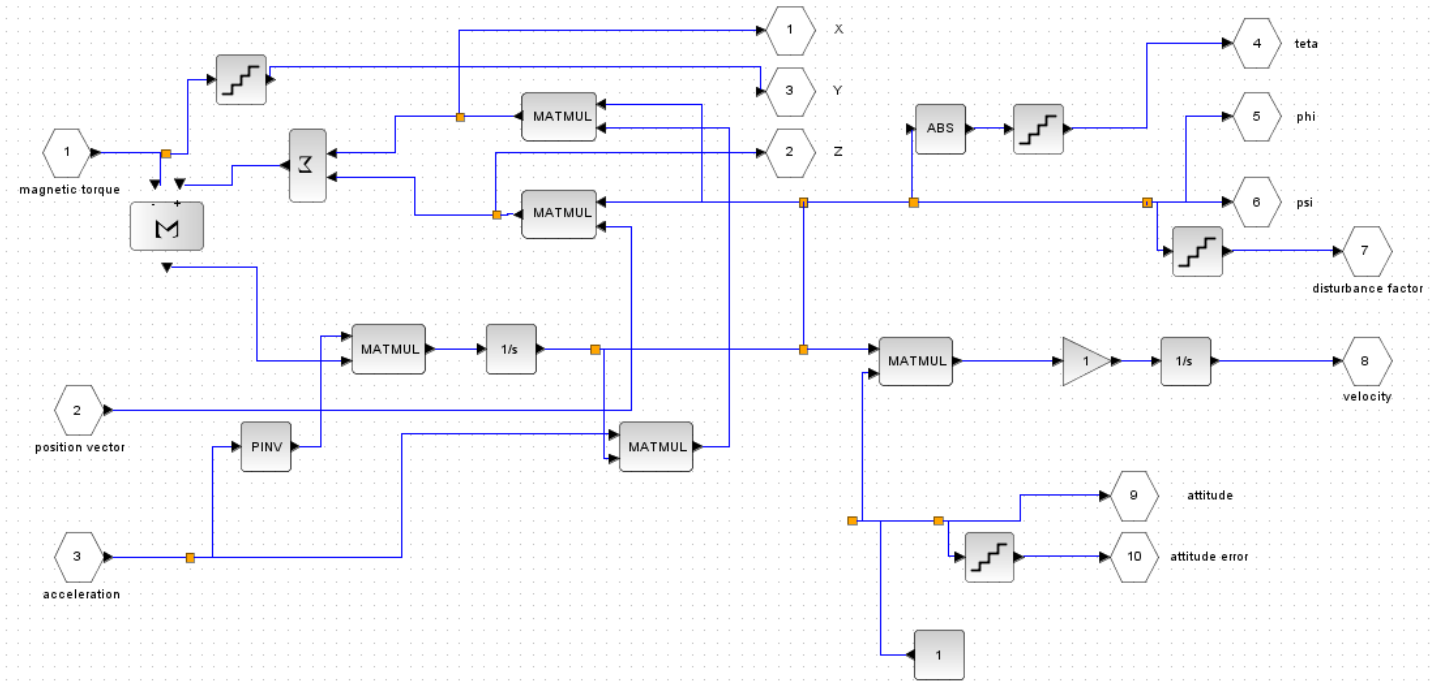 1
X
4
teta
3
Y
MATMUL
5
phi
ABS
1
magnetic torque
Σ
2
Z
- +
Σ
MATMUL
6
psi
7
disturbance factor
MATMUL
1/s
MATMUL
1
1/s
8
velocity
2
position vector
PINV
MATMUL
9
attitude
3
acceleration
10
attitude error
1